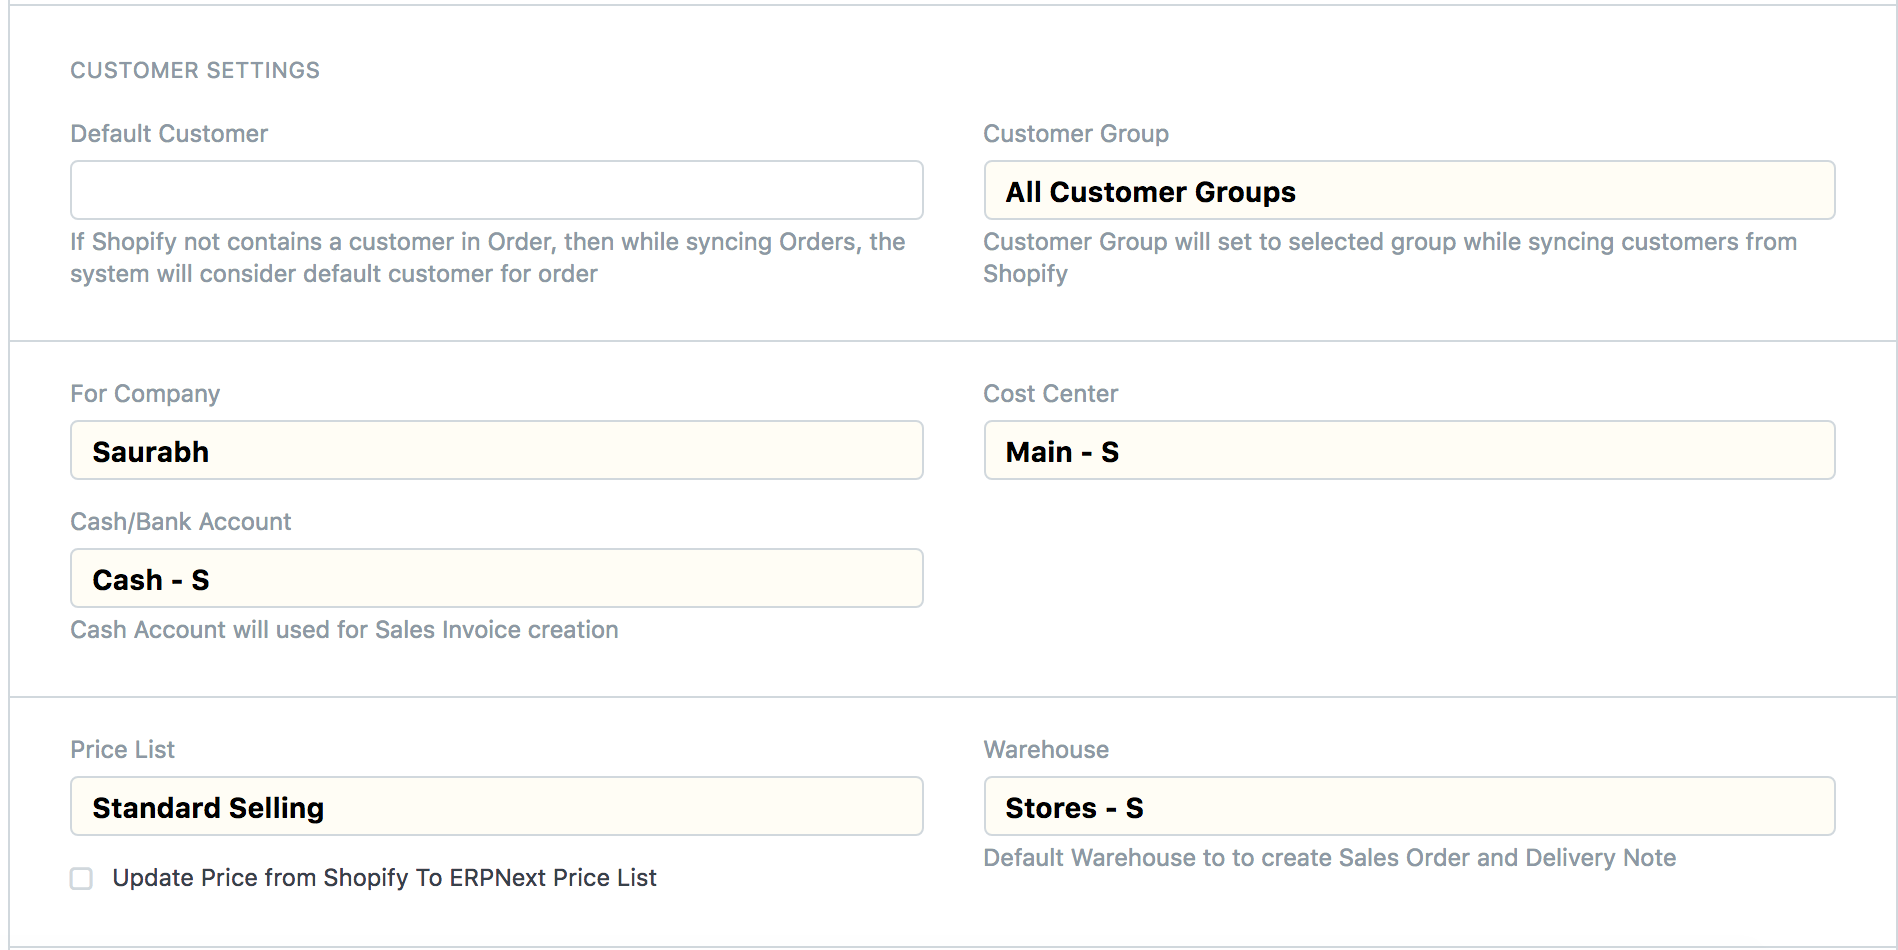 CUSTOMER SETTINGS
Default Customer
If Shopify not contains a customer in Order, then while syncing Orders, the
system will consider default customer for order
Customer Group
All Customer Groups
Customer Group will set to selected group while syncing customers from
Shopify
For Company
Saurabh
Cash/Bank Account
Cash - S
Cash Account will used for Sales Invoice creation
Cost Center
Main - S
Price List
Standard Selling
Update Price from Shopify To ERPNext Price List
Warehouse
Stores - S
Default Warehouse to to create Sales Order and Delivery Note